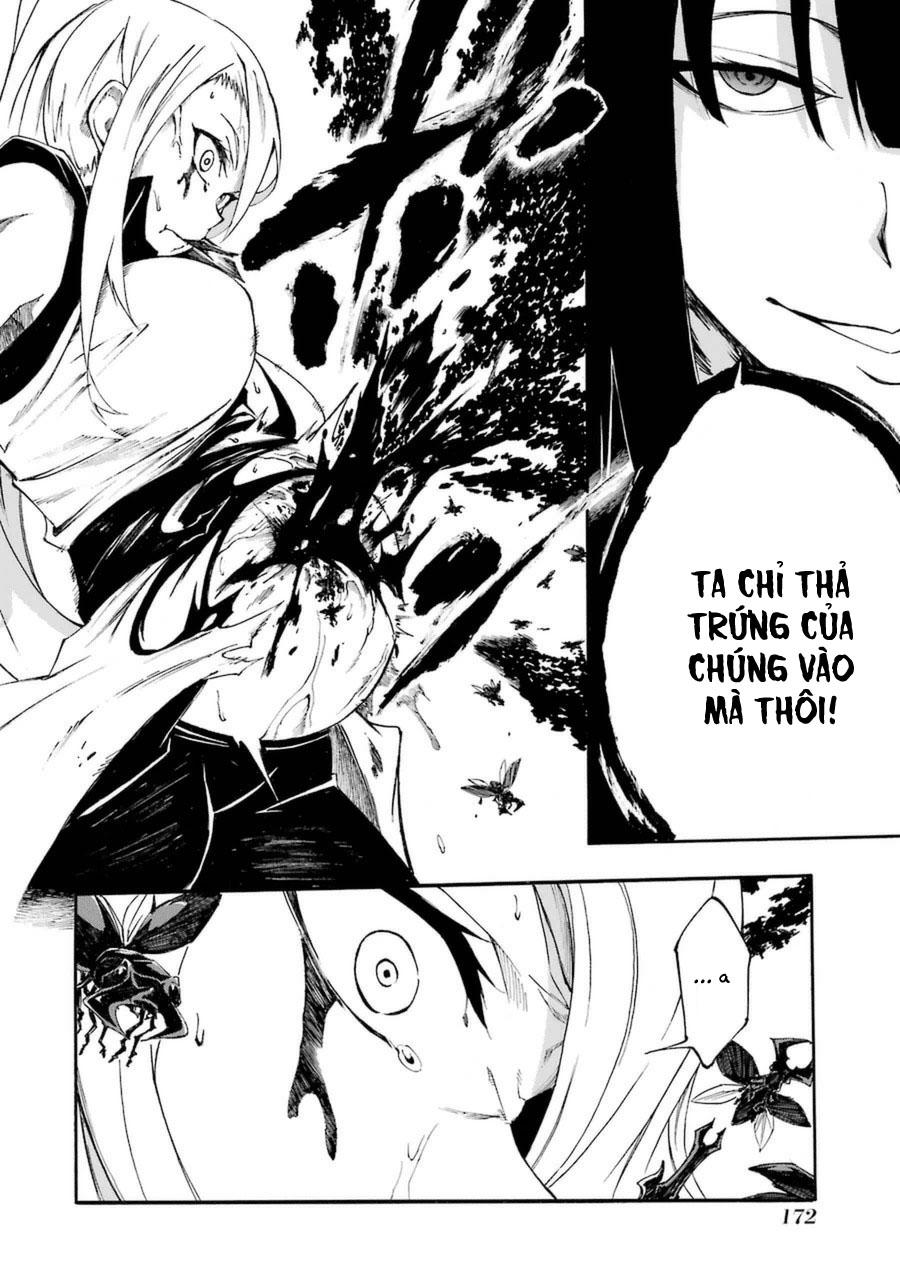 TA CHỈ THẢ
TRỨNG CỦA
CHÚNG VÀO
MÀ THÔI!
... a
172